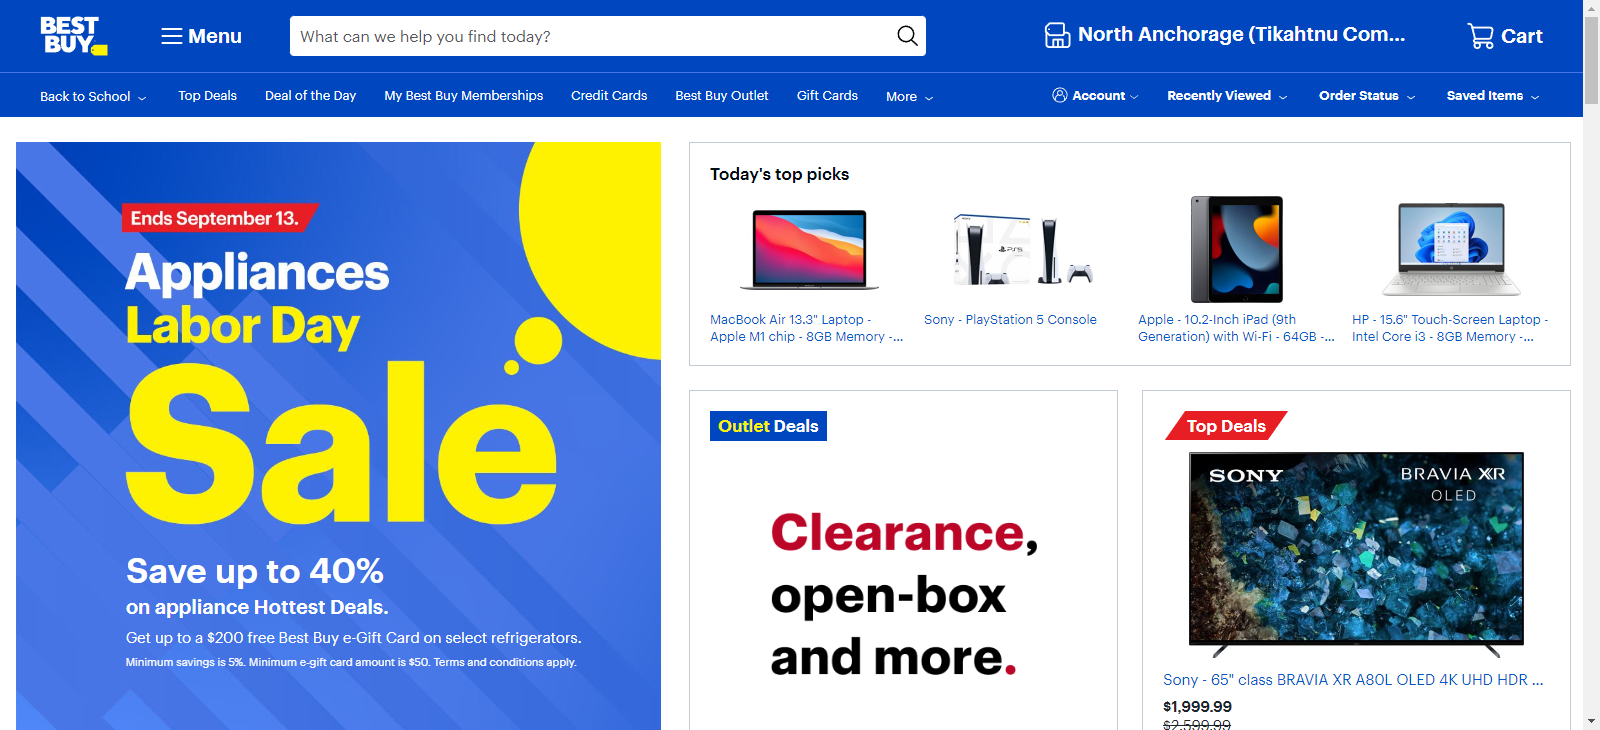 BEST
BUY
Menu
What can we help you find today?
North Anchorage (Tikahtnu Com...
Cart
Back to School
Top Deals
Deal of the Day
My Best Buy Memberships
Credit Cards
Best Buy Outlet
Gift Cards
More
Account
Recently Viewed
Order Status
Saved Items
Ends September 13.
Appliances
Labor Day
Sale
Save up to 40%
on appliance Hottest Deals.
Get up to a $200 free Best Buy e-Gift Card on select refrigerators.
Minimum savings is 5%. Minimum e-gift card amount is $50. Terms and conditions apply.
Today's top picks
PS5
MacBook Air 13.3" Laptop -
Apple M1 chip - 8GB Memory -...
Sony - PlayStation 5 Console
Apple - 10.2-Inch iPad (9th
Generation) with Wi-Fi - 64GB -...
HP - 15.6" Touch-Screen Laptop -
Intel Core i3 - 8GB Memory -...
Outlet Deals
Clearance,
open-box
and more.
Top Deals
SONY
BRAVIA XR
OLED
Sony - 65" class BRAVIA XR A80L OLED 4K UHD HDR ...
$1,999.99
$2,599.99